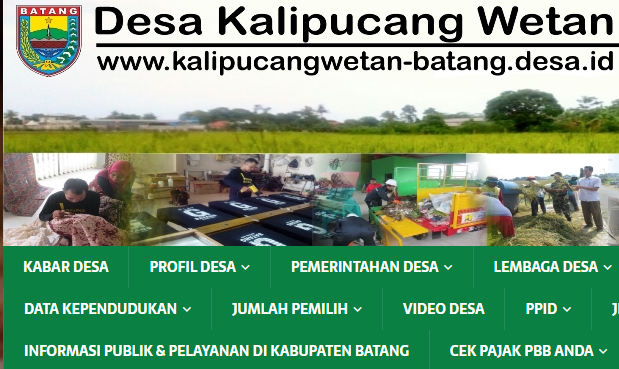 BATANG
Desa Kalipucang Wetan
www.kalipucangwetan-batang.desa.id
KABAR DESA
PROFIL DESA
PEMERINTAHAN DESA
LEMBAGA DESA
DATA KEPENDUDUKAN
JUMLAH PEMILIH
VIDEO DESA
PPID
INFORMASI PUBLIK & PELAYANAN DI KABUPATEN BATANG
CEK PAJAK PBB ANDA